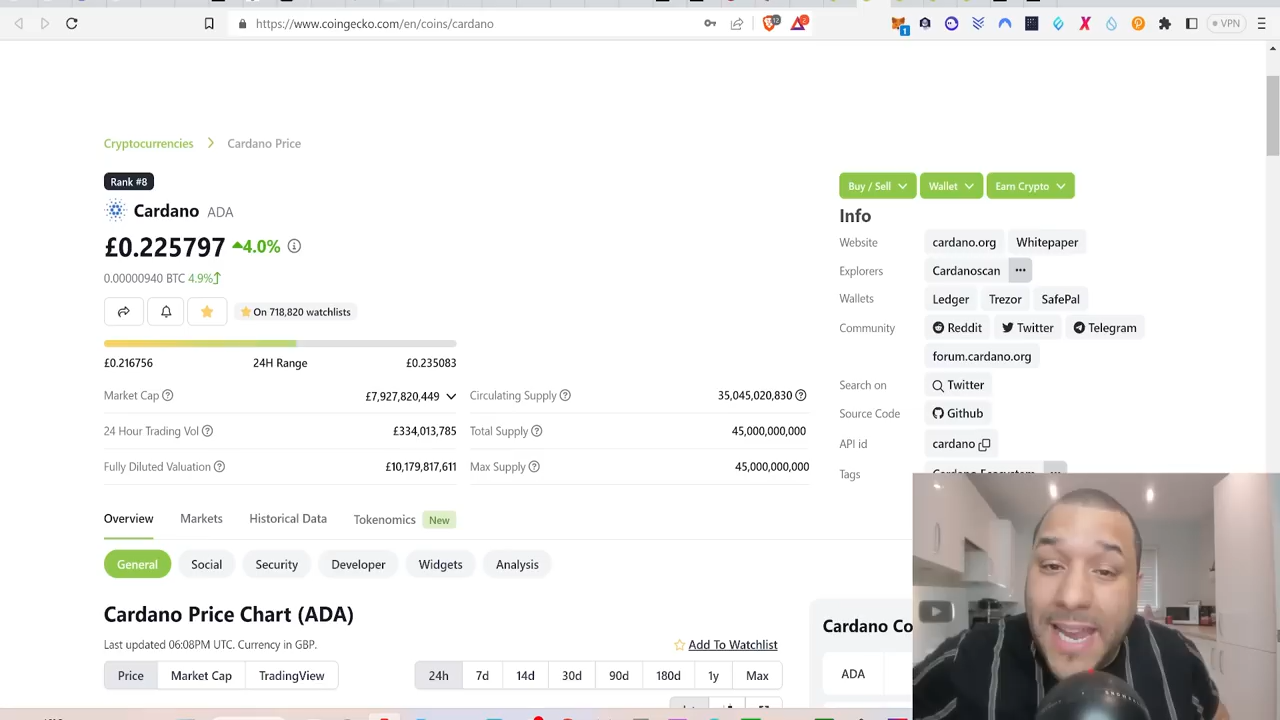 https://www.coingecko.com/en/coins/cardano
12
2
1
VPN
Cryptocurrencies > Cardano Price
Rank #8
Cardano ADA
£0.225797 4.0%
0.00000940 BTC 4.9%
On 718,820 watchlists
£0.216756 24H Range £0.235083
Market Cap £7,927,820,449
24 Hour Trading Vol £334,013,785
Fully Diluted Valuation £10,179,817,611
Circulating Supply 35,045,020,830
Total Supply 45,000,000,000
Max Supply 45,000,000,000
Overview Markets Historical Data Tokenomics New
General Social Security Developer Widgets Analysis
Cardano Price Chart (ADA)
Last updated 06:08PM UTC. Currency in GBP.
Add To Watchlist
Price Market Cap TradingView
24h 7d 14d 30d 90d 180d 1y Max
Buy / Sell Wallet Earn Crypto
Info
Website cardano.org Whitepaper
Explorers Cardanoscan
Wallets Ledger Trezor SafePal
Community Reddit Twitter Telegram
forum.cardano.org
Search on Twitter
Source Code Github
API id cardano
Tags Cardano Ecosystem
Cardano Co
ADA